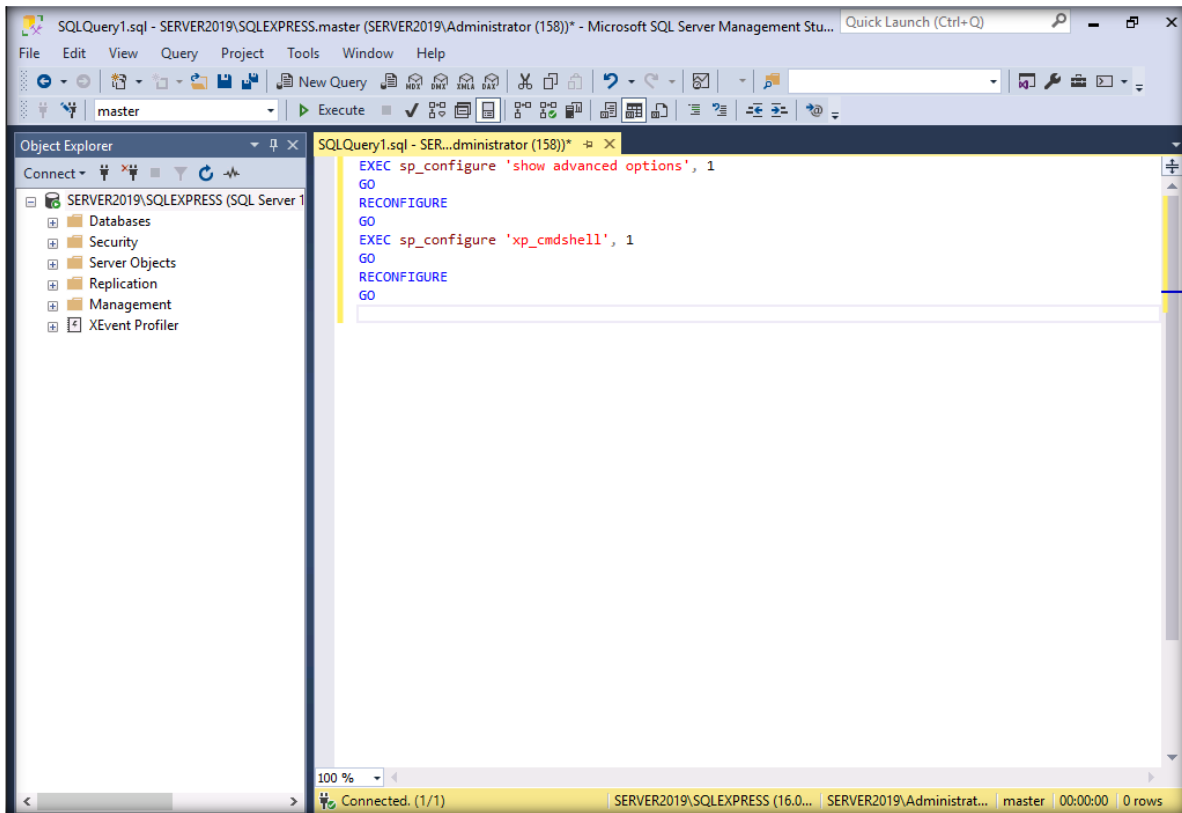 SQLQuery1.sql - SERVER2019\SQLEXPRESS.master (SERVER2019\Administrator (158))* - Microsoft SQL Server Management Stu...
Quick Launch (Ctrl+Q)
File Edit View Query Project Tools Window Help
New Query MDX DMX XMLA DAX
master
Execute
Object Explorer
SQLQuery1.sql - SER...dministrator (158))*
Connect
SERVER2019\SQLEXPRESS (SQL Server 1
Databases
Security
Server Objects
Replication
Management
XEvent Profiler
EXEC sp_configure 'show advanced options', 1
GO
RECONFIGURE
GO
EXEC sp_configure 'xp_cmdshell', 1
GO
RECONFIGURE
GO
100 %
Connected. (1/1)
SERVER2019\SQLEXPRESS (16.0... SERVER2019\Administrat... master 00:00:00 0 rows